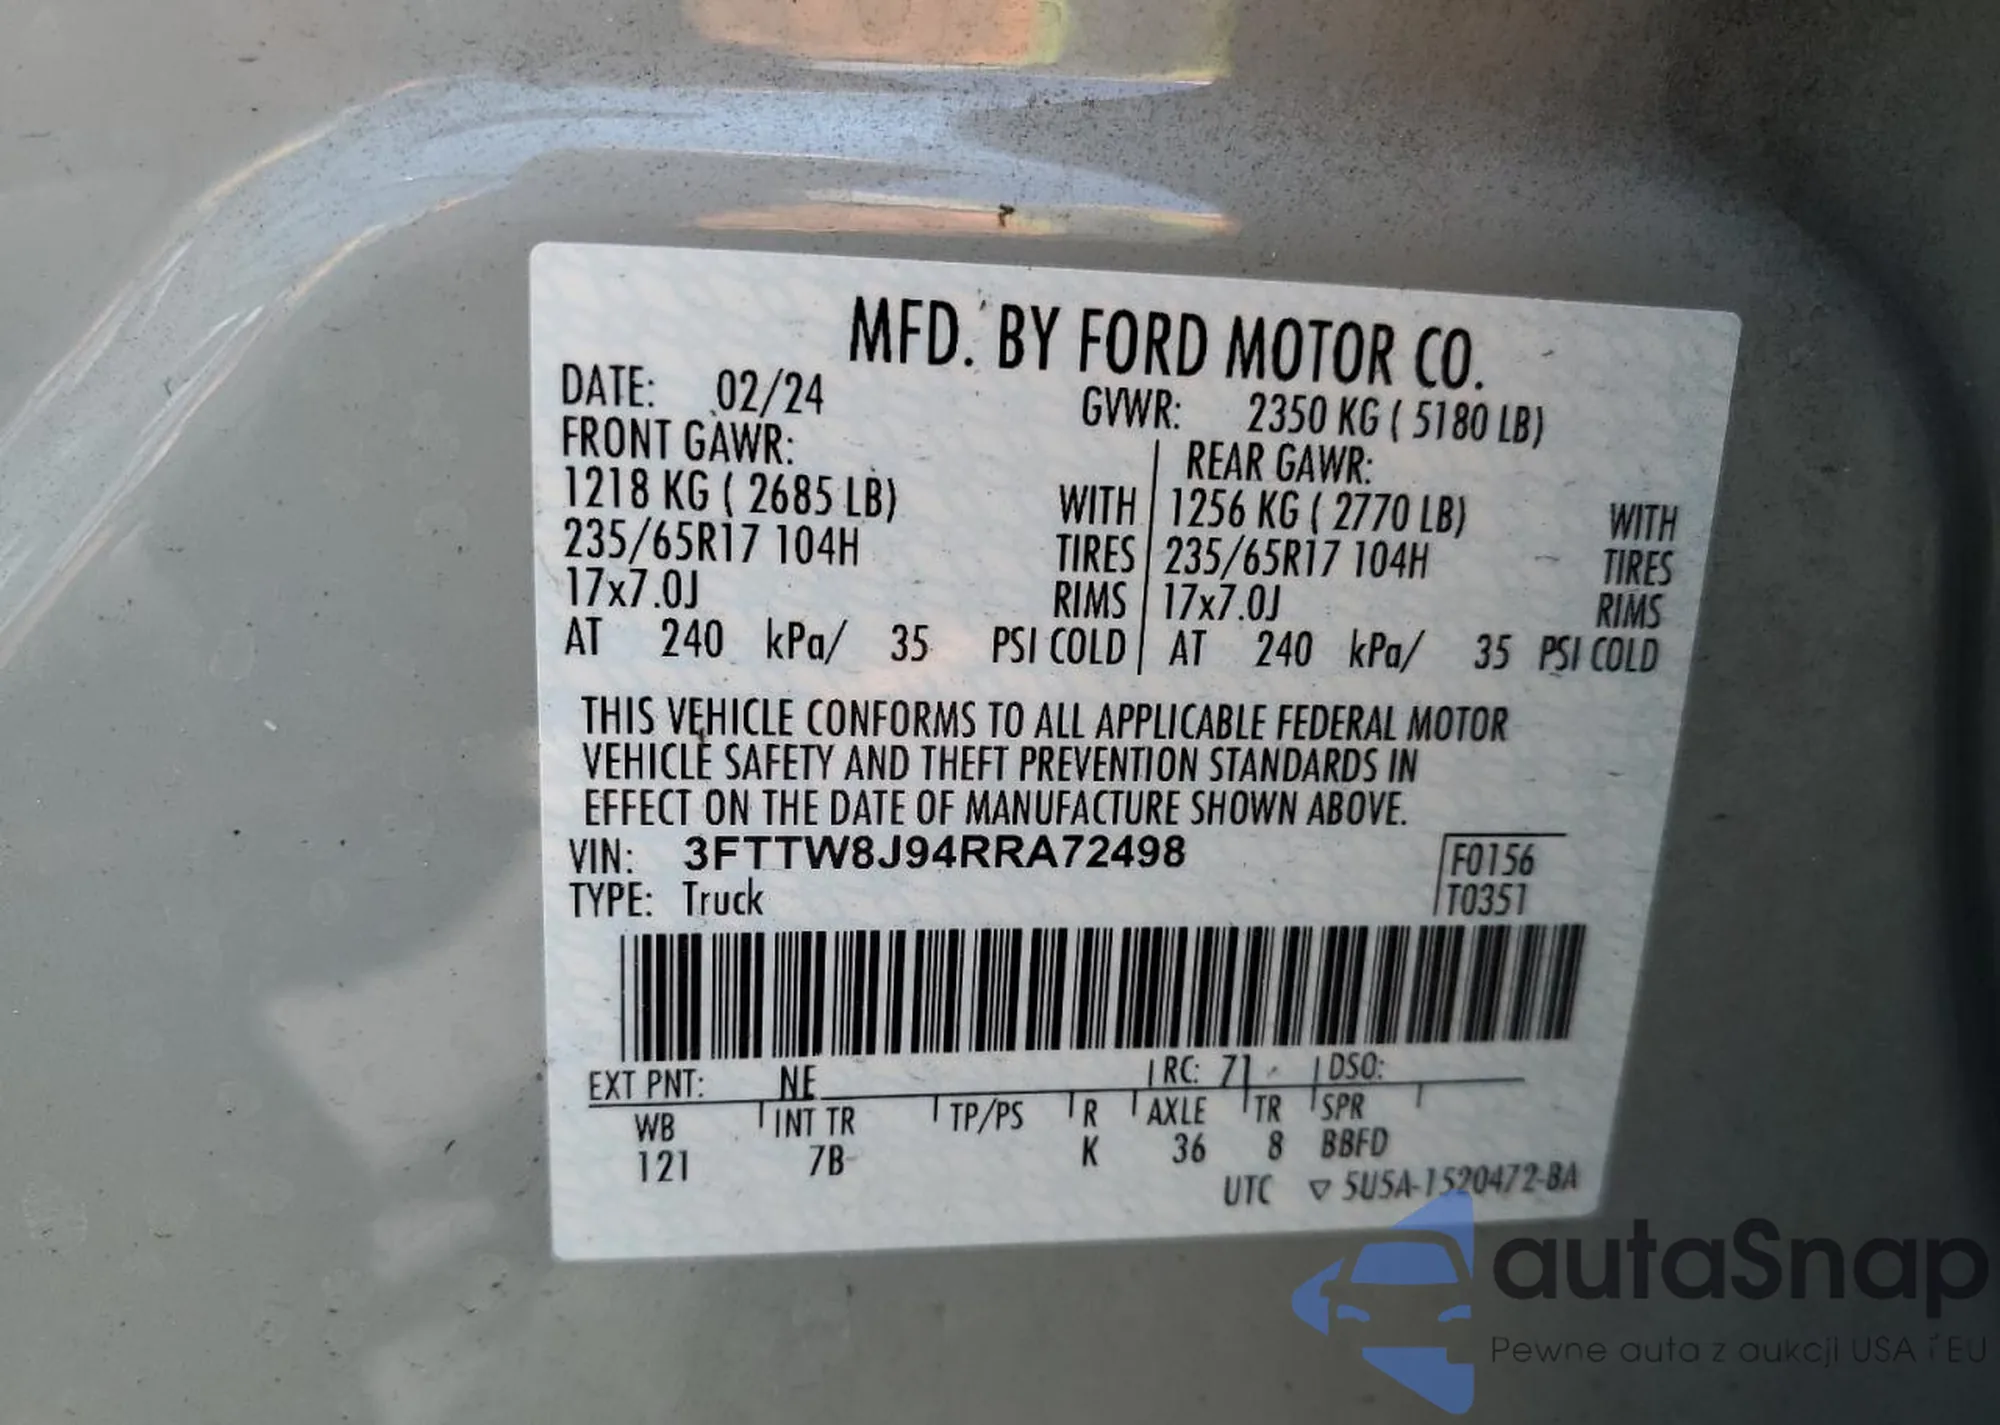 MFD. BY FORD MOTOR CO.
DATE: 02/24 GVWR: 2350 KG ( 5180 LB)
FRONT GAWR: REAR GAWR:
1218 KG ( 2685 LB) WITH 1256 KG ( 2770 LB) WITH
235/65R17 104H TIRES 235/65R17 104H TIRES
17x7.0J RIMS 17x7.0J RIMS
AT 240 kPa/ 35 PSI COLD AT 240 kPa/ 35 PSI COLD
THIS VEHICLE CONFORMS TO ALL APPLICABLE FEDERAL MOTOR
VEHICLE SAFETY AND THEFT PREVENTION STANDARDS IN
EFFECT ON THE DATE OF MANUFACTURE SHOWN ABOVE.
VIN: 3FTTW8J94RRA72498 F0156
TYPE: Truck T0351
EXT PNT: NE RC: 71 DSO:
WB INT TR TP/PS R AXLE TR SPR
121 7B K 36 8 BBFD
UTC ▽ 5U5A-1520472-BA
autaSnap
Pewne auta z aukcji USA i EU